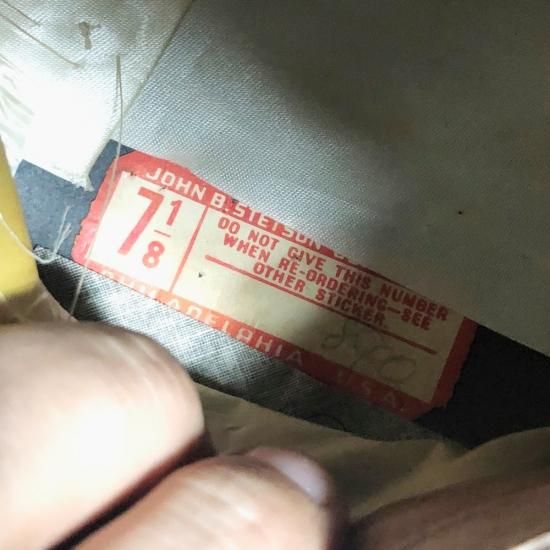 JOHN B. STETSON
7 1/8
DO NOT GIVE THIS NUMBER
WHEN RE-ORDERING—SEE
OTHER STICKER.
PHILADELPHIA U.S.A.